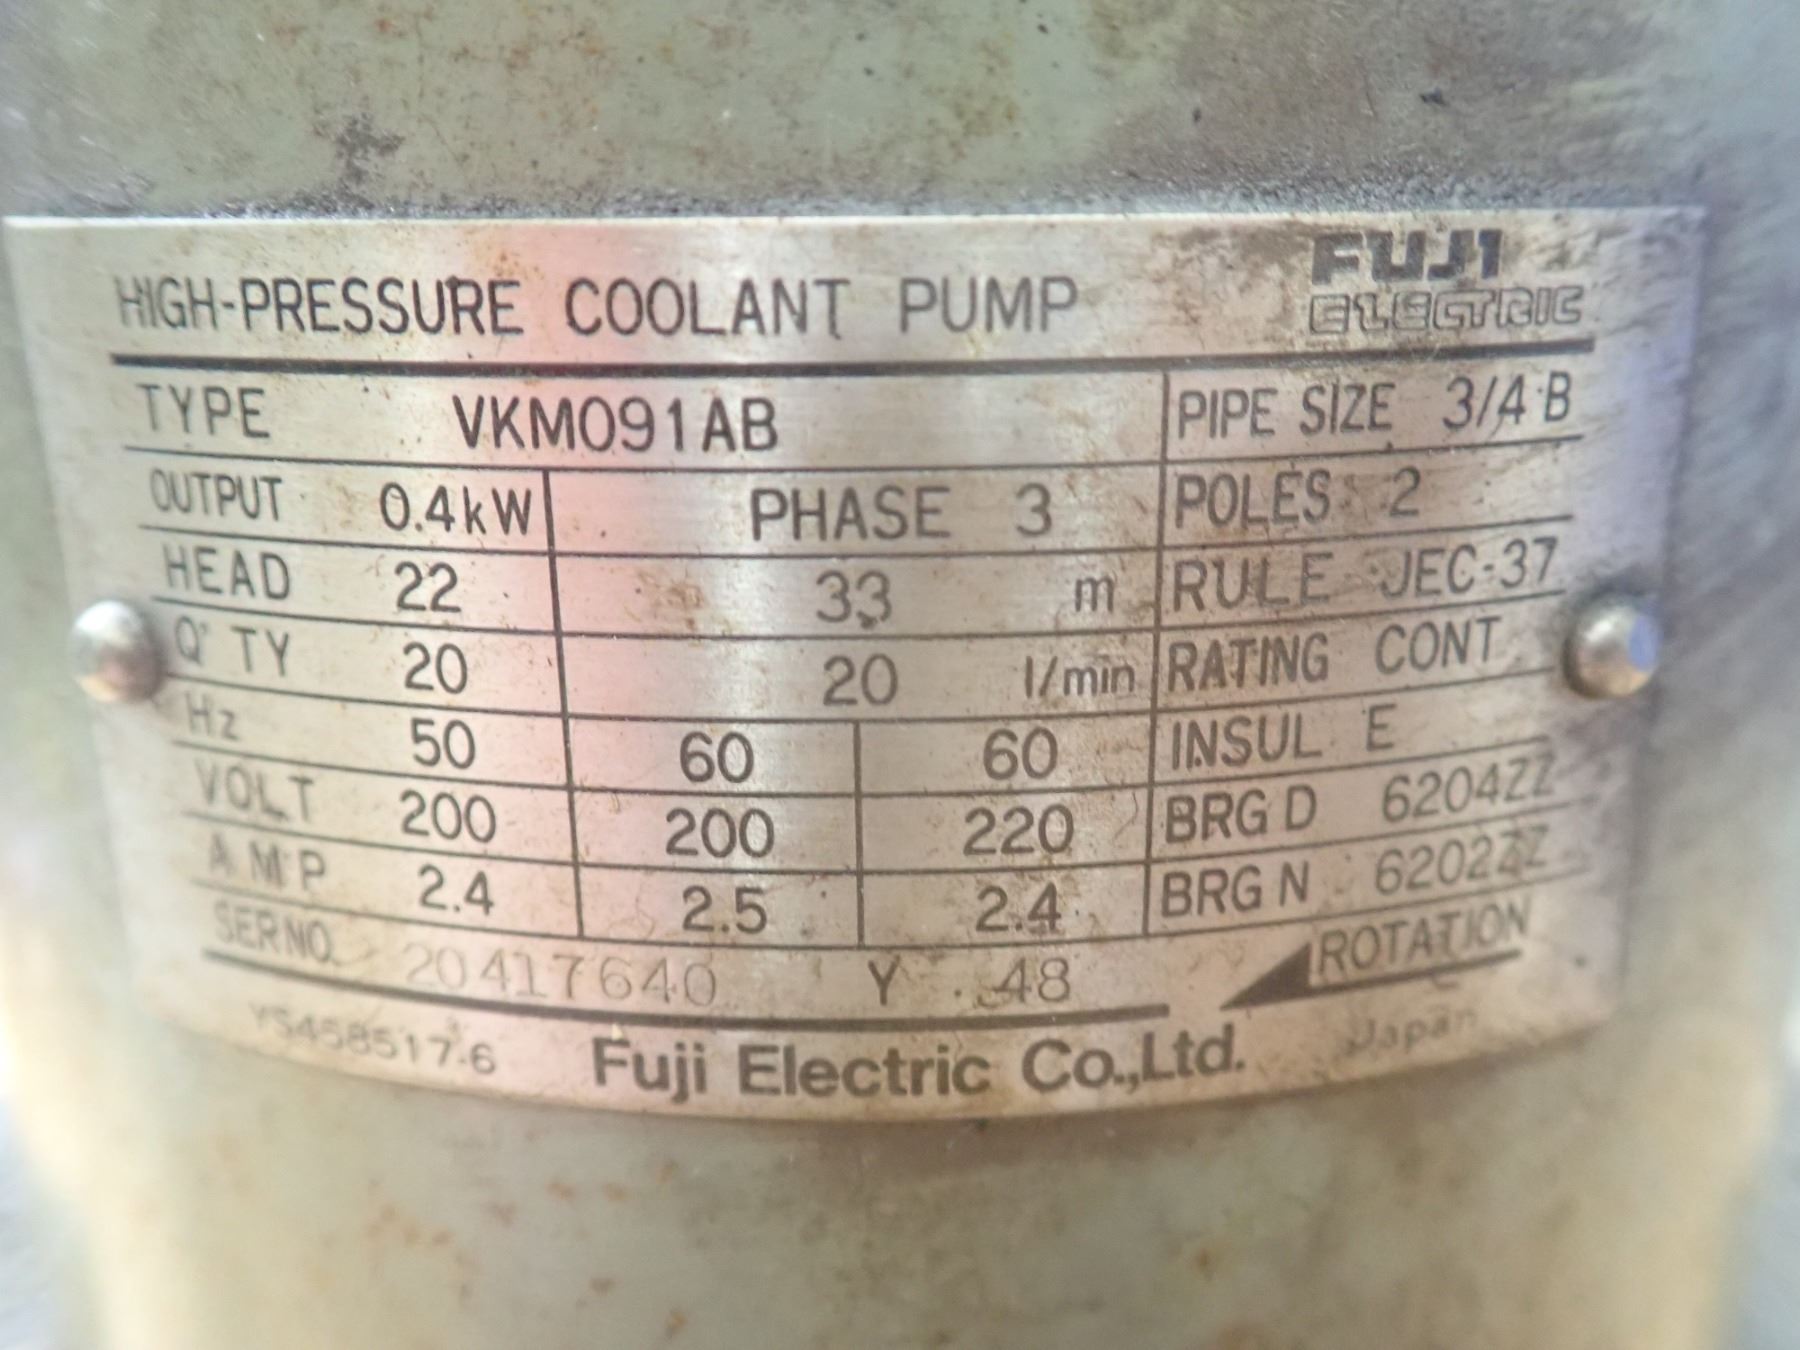 FUJI
ELECTRIC
HIGH-PRESSURE COOLANT PUMP
TYPE VKM091AB PIPE SIZE 3/4 B
OUTPUT 0.4kW PHASE 3 POLES 2
HEAD 22 33 m RULE JEC-37
Q'TY 20 20 l/min RATING CONT
Hz 50 60 60 INSUL E
VOLT 200 200 220 BRG D 6204ZZ
AMP 2.4 2.5 2.4 BRG N 6202ZZ
SER NO. 20417640 Y 48 ROTATION
YS458517-6 Fuji Electric Co.,Ltd. Japan